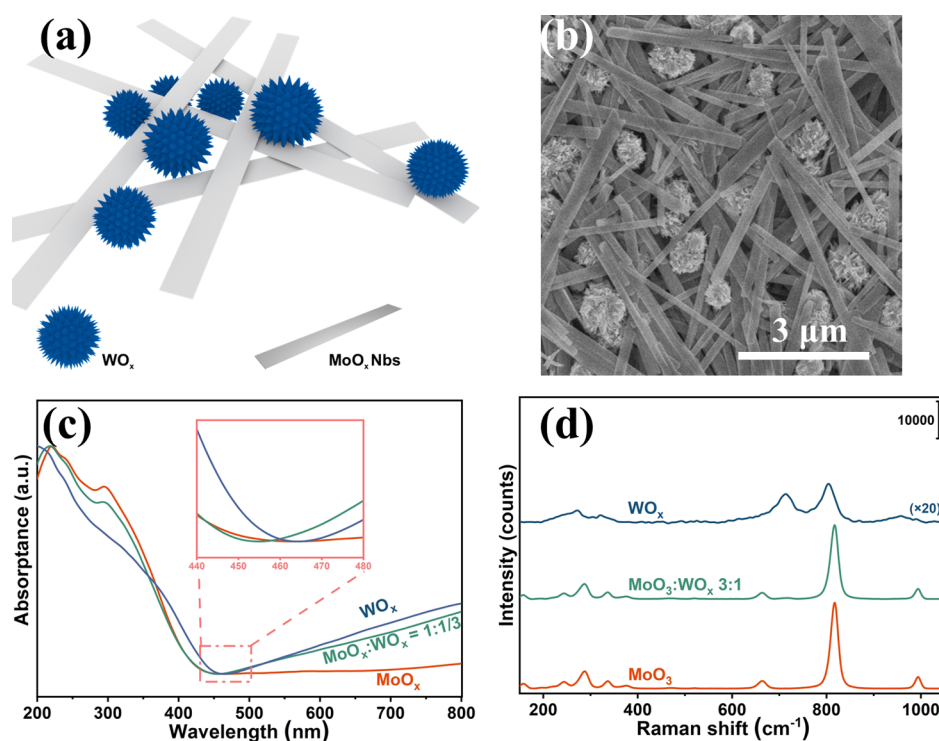 (a)
WOₓ
MoOₓ Nbs
(b)
3 μm
(c)
Absorptance (a.u.)
440 450 460 470 480
WOₓ
MoOₓ:WOₓ = 1:1/3
MoOₓ
200 300 400 500 600 700 800
Wavelength (nm)
(d)
10000
Intensity (counts)
WOₓ
(×20)
MoO₃:WOₓ 3:1
MoO₃
200 400 600 800 1000
Raman shift (cm⁻¹)